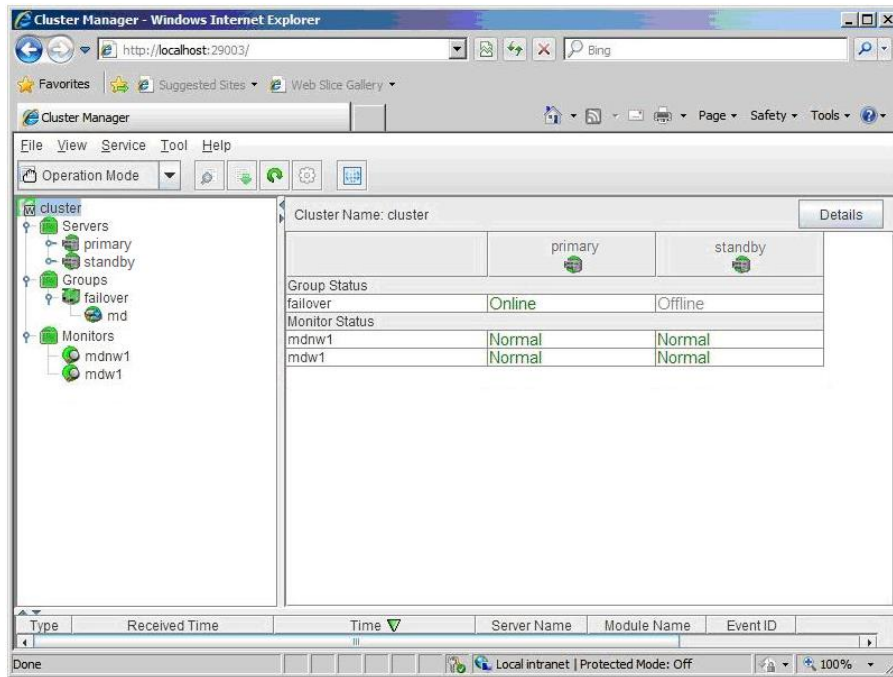 Cluster Manager - Windows Internet Explorer
http://localhost:29003/
Bing
Favorites Suggested Sites Web Slice Gallery
Cluster Manager Page Safety Tools
File View Service Tool Help
Operation Mode
cluster
Servers
primary
standby
Groups
failover
md
Monitors
mdnw1
mdw1
Cluster Name: cluster Details
primary standby
Group Status
failover Online Offline
Monitor Status
mdnw1 Normal Normal
mdw1 Normal Normal
Type Received Time Time Server Name Module Name Event ID
Done Local intranet | Protected Mode: Off 100%